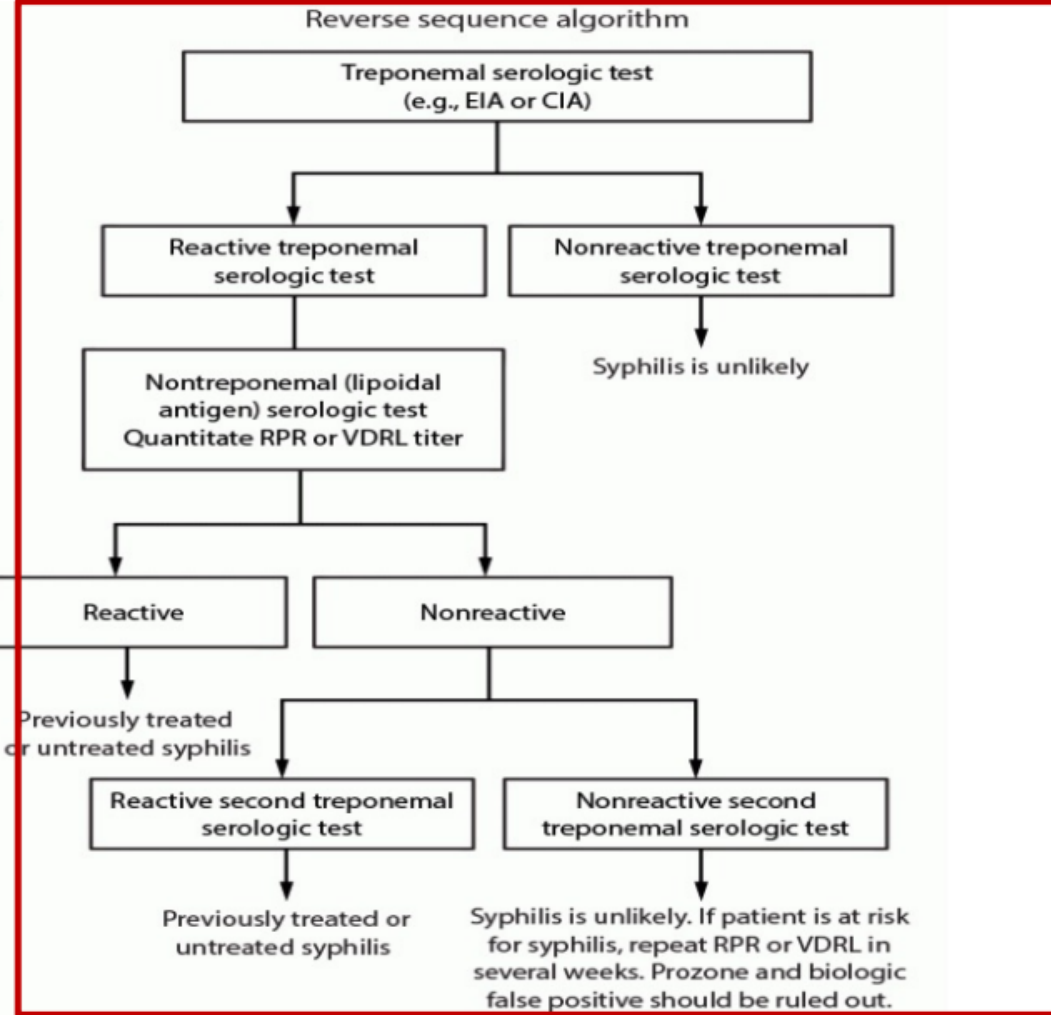 Reverse sequence algorithm
Treponemal serologic test
(e.g., EIA or CIA)
Reactive treponemal
serologic test
Nonreactive treponemal
serologic test
Nontreponemal (lipoidal
antigen) serologic test
Quantitate RPR or VDRL titer
Syphilis is unlikely
Reactive
Nonreactive
Previously treated
or untreated syphilis
Reactive second treponemal
serologic test
Nonreactive second
treponemal serologic test
Previously treated or
untreated syphilis
Syphilis is unlikely. If patient is at risk
for syphilis, repeat RPR or VDRL in
several weeks. Prozone and biologic
false positive should be ruled out.